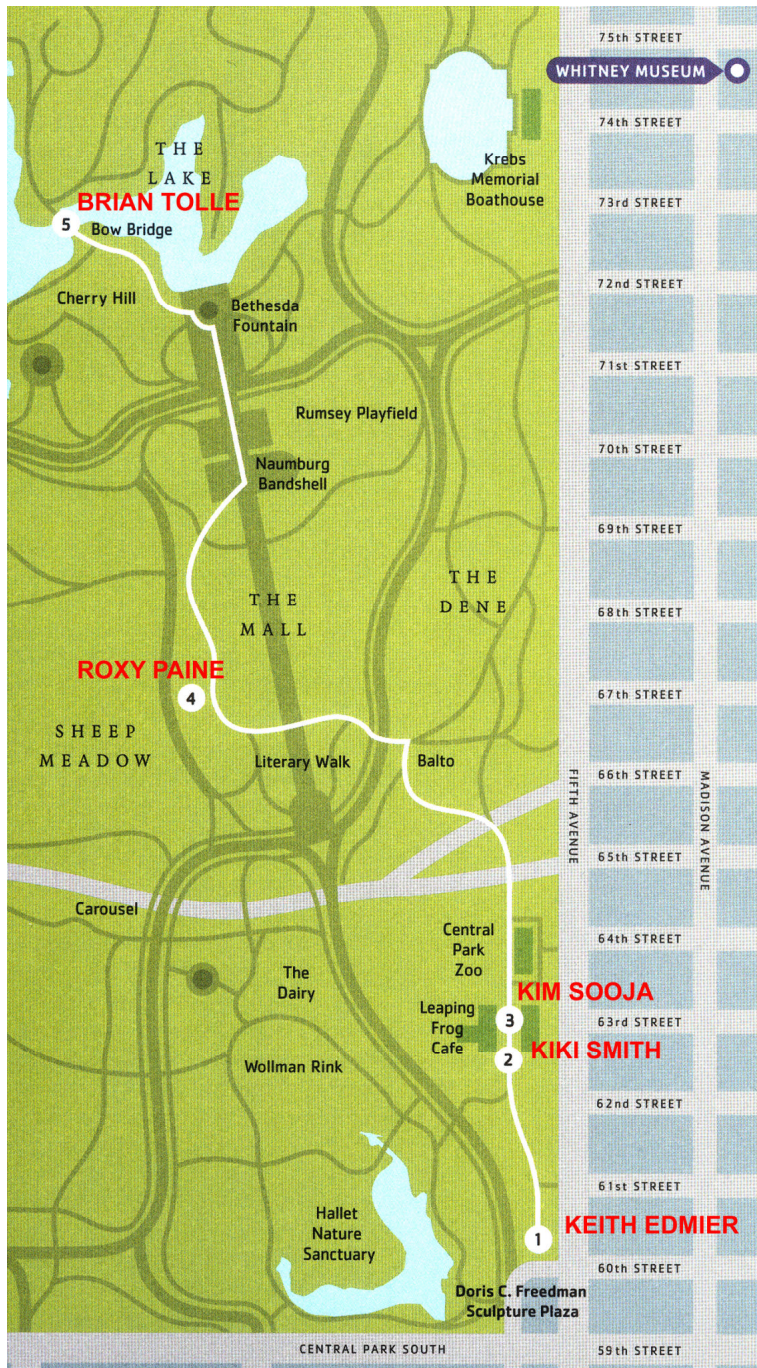 75th STREET
WHITNEY MUSEUM
74th STREET
THE
LAKE
Krebs
Memorial
Boathouse
BRIAN TOLLE
73rd STREET
5
Bow Bridge
72nd STREET
Cherry Hill
Bethesda
Fountain
71st STREET
Rumsey Playfield
70th STREET
Naumburg
Bandshell
69th STREET
THE
DENE
THE
MALL
68th STREET
ROXY PAINE
4
67th STREET
SHEEP
MEADOW
Literary Walk
Balto
66th STREET
FIFTH AVENUE
MADISON AVENUE
65th STREET
Carousel
Central
Park
Zoo
64th STREET
The
Dairy
KIM SOOJA
Leaping
Frog
Cafe
3
63rd STREET
2
KIKI SMITH
Wollman Rink
62nd STREET
61st STREET
Hallet
Nature
Sanctuary
1
KEITH EDMIER
60th STREET
Doris C. Freedman
Sculpture Plaza
CENTRAL PARK SOUTH
59th STREET